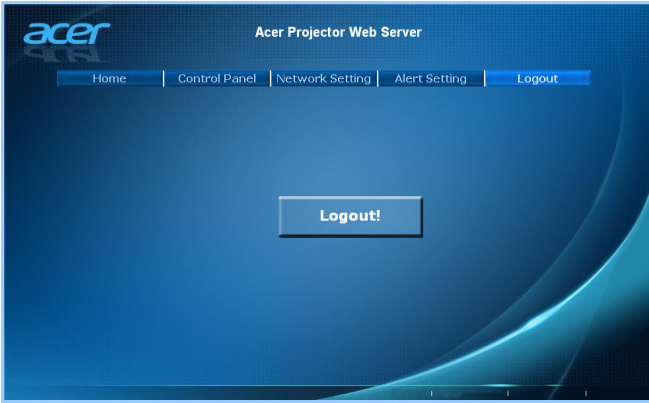 acer
Acer Projector Web Server
Home Control Panel Network Setting Alert Setting Logout
Logout!